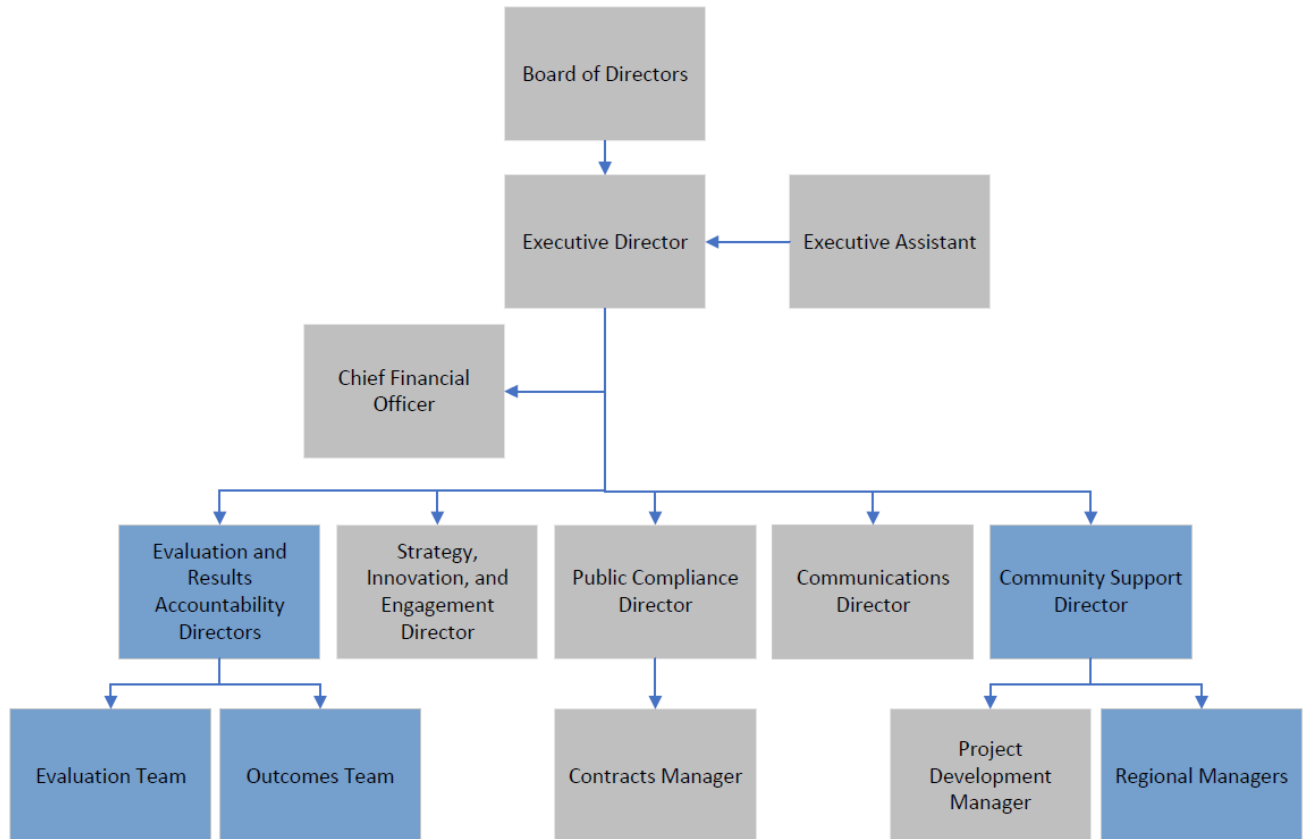 Board of Directors
Executive Director
Executive Assistant
Chief Financial
Officer
Evaluation and
Results
Accountability
Directors
Strategy,
Innovation, and
Engagement
Director
Public Compliance
Director
Communications
Director
Community Support
Director
Evaluation Team
Outcomes Team
Contracts Manager
Project
Development
Manager
Regional Managers